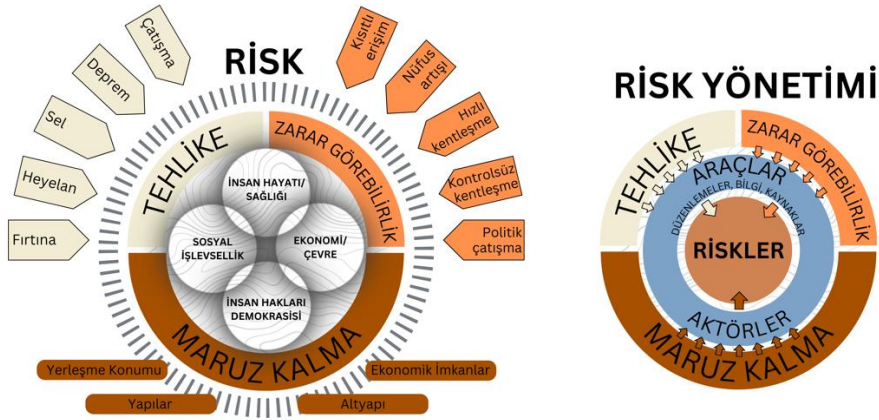 RİSK
Çatışma
Deprem
Sel
Heyelan
Fırtına
Kısıtlı
erişim
Nüfus
artışı
Hızlı
kentleşme
Kontrolsüz
kentleşme
Politik
çatışma
TEHLİKE
ZARAR GÖREBİLİRLİK
MARUZ KALMA
İNSAN HAYATI/
SAĞLIĞI
SOSYAL
İŞLEVSELLİK
EKONOMİ/
ÇEVRE
İNSAN HAKLARI
DEMOKRASİSİ
Yerleşme Konumu
Ekonomik İmkanlar
Yapılar
Altyapı
RİSK YÖNETİMİ
TEHLİKE
ZARAR GÖREBİLİRLİK
ARAÇLAR
DÜZENLEMELER, BİLGİ, KAYNAKLAR
RİSKLER
AKTÖRLER
MARUZ KALMA